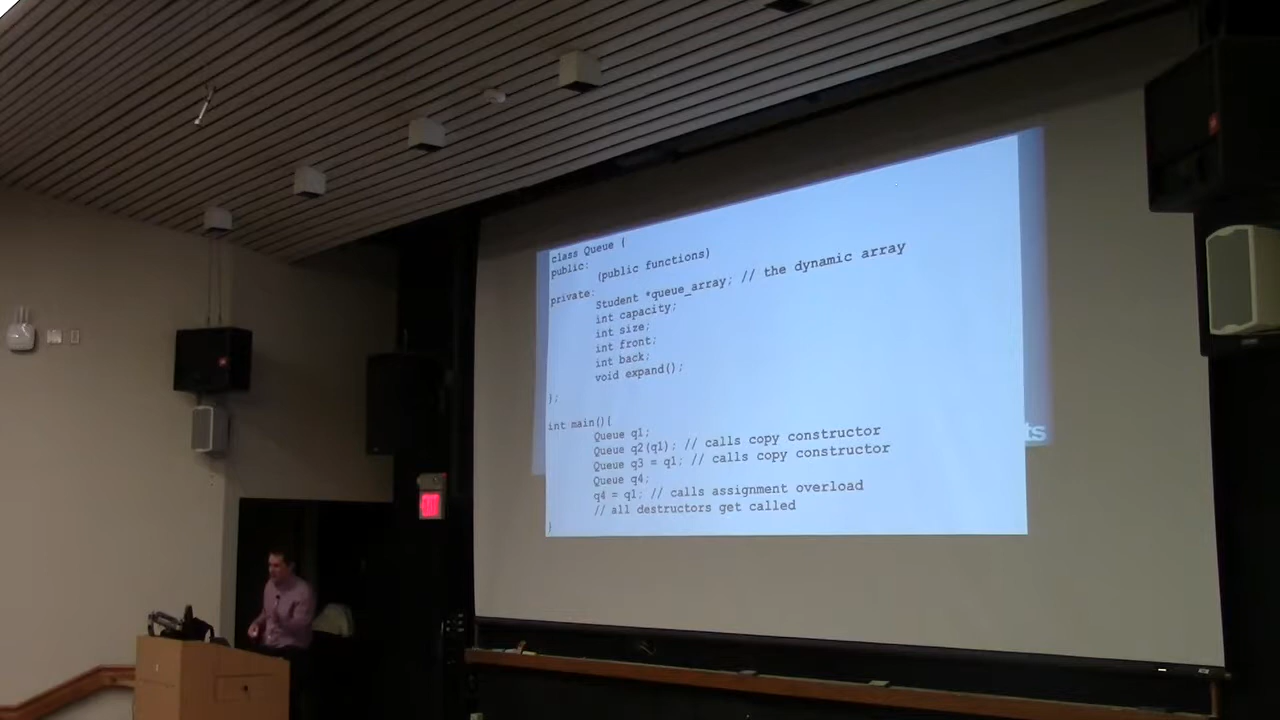 class Queue {
public:
(public functions)
private:
Student *queue_array; // the dynamic array
int capacity;
int size;
int front;
int back;
void expand();
};
int main(){
Queue q1;
Queue q2(q1); // calls copy constructor
Queue q3 = q1; // calls copy constructor
Queue q4;
q4 = q1; // calls assignment overload
// all destructors get called
}
ts